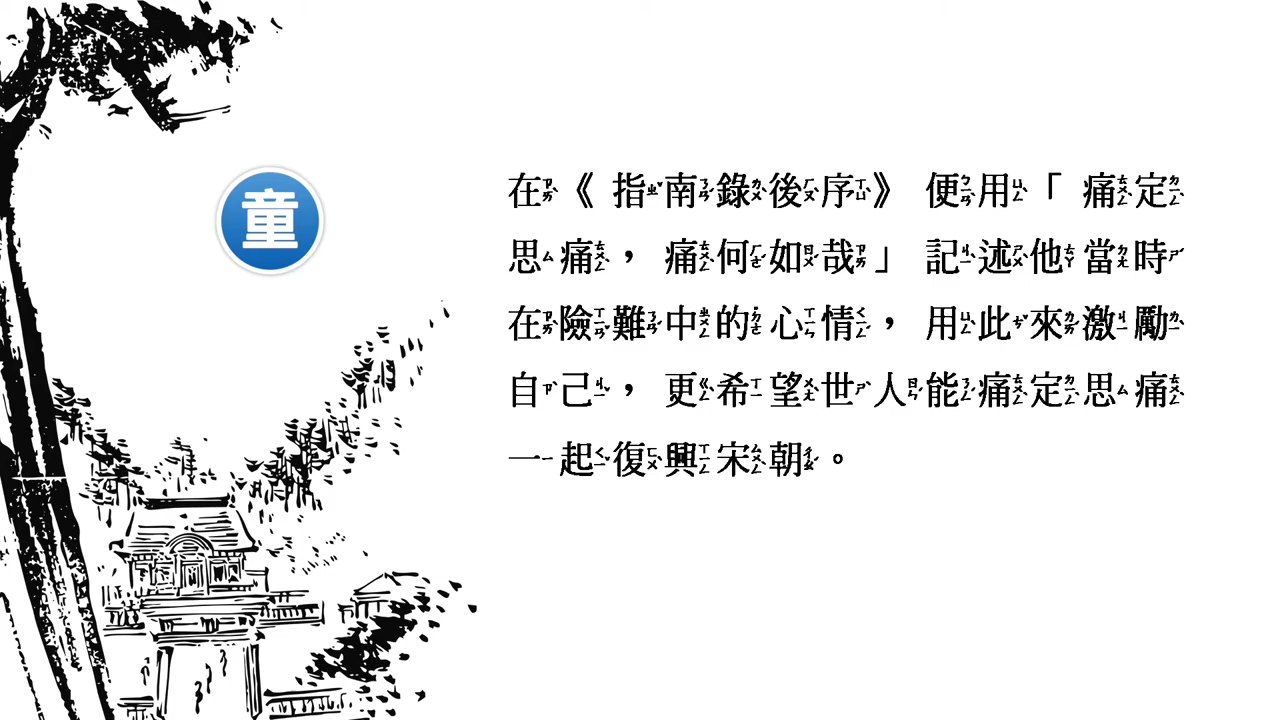 童
在《指南錄後序》便用「痛定
思痛，痛何如哉」記述他當時
在險難中的心情，用此來激勵
自己，更希望世人能痛定思痛
一起復興宋朝。